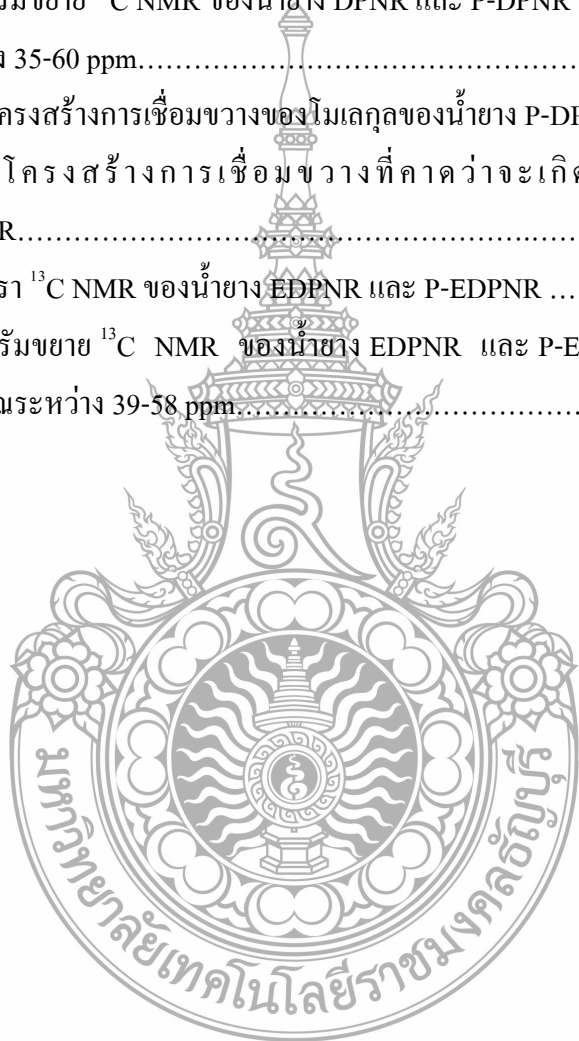 รัมขยาย ¹³C NMR ของน้ำยาง DPNR และ P-DPNR
35-60 ppm……………………………………
ครงสร้างการเชื่อมขวางของโมเลกุลของน้ำยาง P-DP
โครงสร้างการเชื่อมขวางที่คาดว่าจะเกิด
R……………………………………………
รา ¹³C NMR ของน้ำยาง EDPNR และ P-EDPNR …
รัมขยาย ¹³C NMR ของน้ำยาง EDPNR และ P-E
ณระหว่าง 39-58 ppm……………………………
มหาวิทยาลัยเทคโนโลยีราชมงคลธัญบุรี